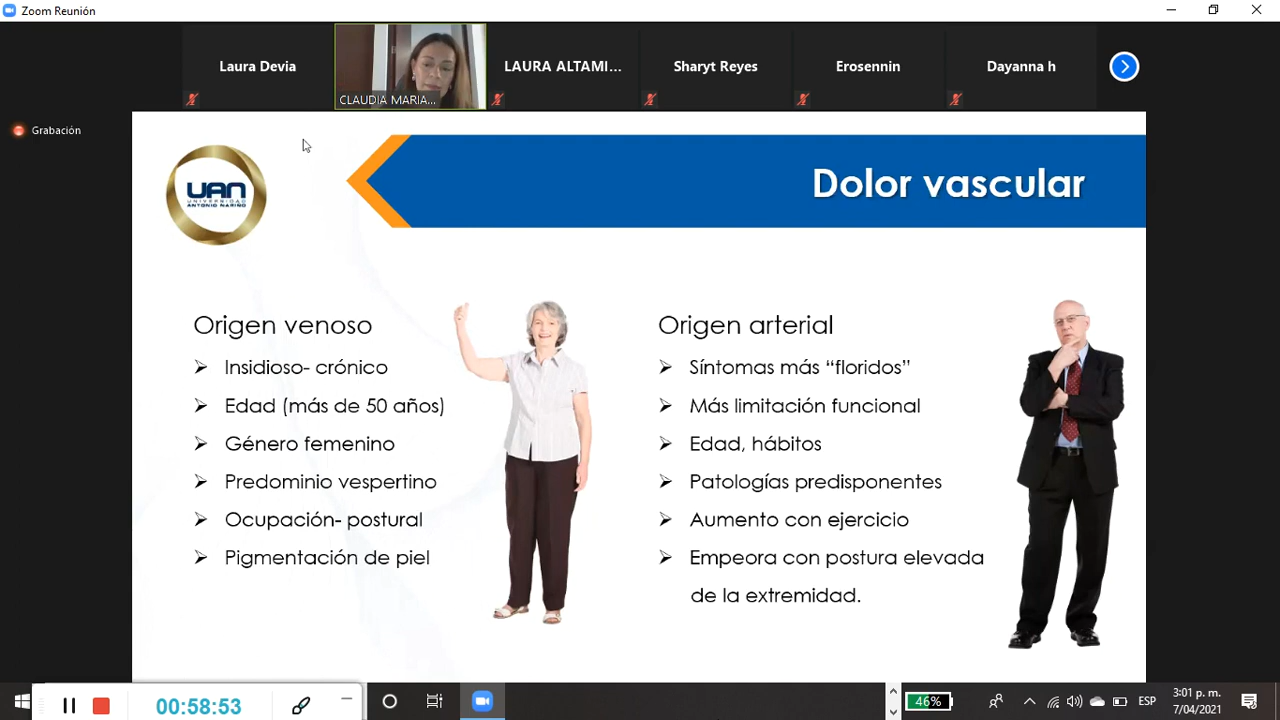 Zoom Reunión
Laura Devia
CLAUDIA MARIA...
LAURA ALTAMI...
Sharyt Reyes
Erosennin
Dayanna h
Grabación
UAN
UNIVERSIDAD
ANTONIO NARIÑO
Dolor vascular
Origen venoso
Insidioso- crónico
Edad (más de 50 años)
Género femenino
Predominio vespertino
Ocupación- postural
Pigmentación de piel
Origen arterial
Síntomas más “floridos”
Más limitación funcional
Edad, hábitos
Patologías predisponentes
Aumento con ejercicio
Empeora con postura elevada
de la extremidad.
00:58:53
46%
ESP
3:01 p. m.
7/04/2021